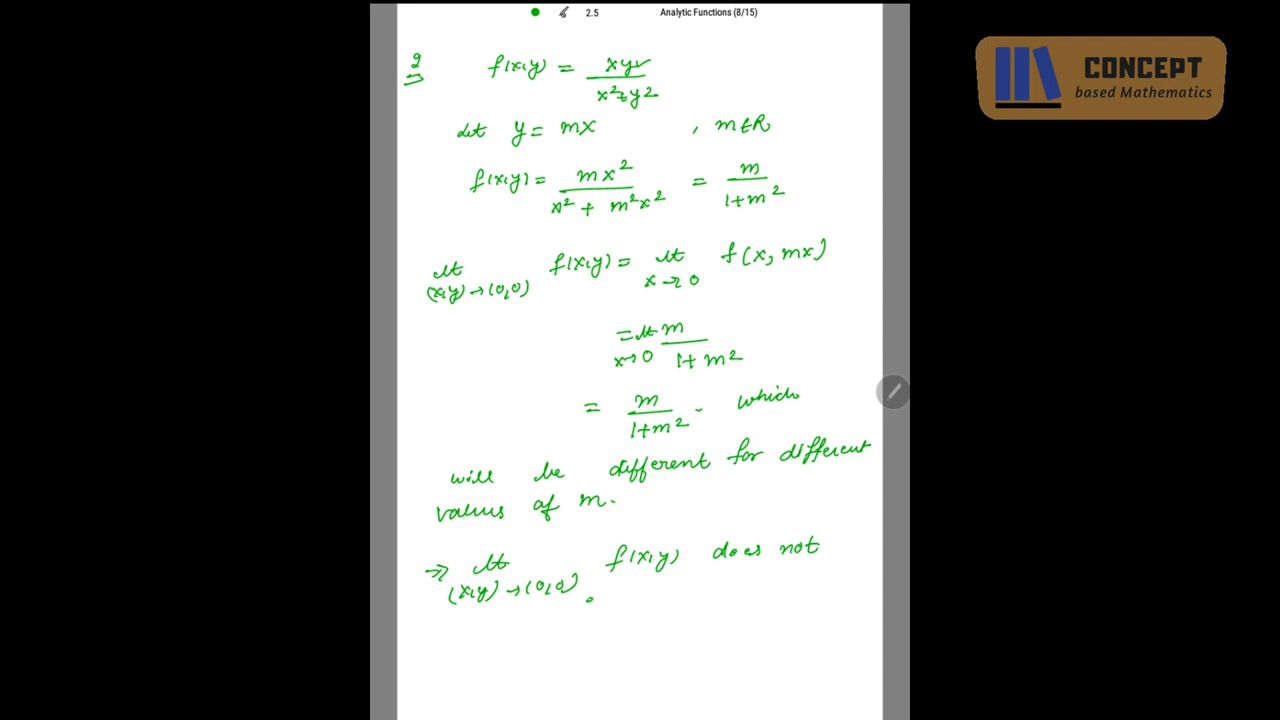 2.5 Analytic Functions (8/15)
CONCEPT
based Mathematics
2 f(x,y) = xy / x²+y²
Let y = mx , m∈R
f(x,y) = mx² / x² + m²x² = m / 1+m²
lt (x,y)→(0,0) f(x,y) = lt x→0 f(x, mx)
= lt x→0 m / 1+m²
= m / 1+m² . which
will be different for different
values of m.
⇒ lt (x,y)→(0,0) f(x,y) does not